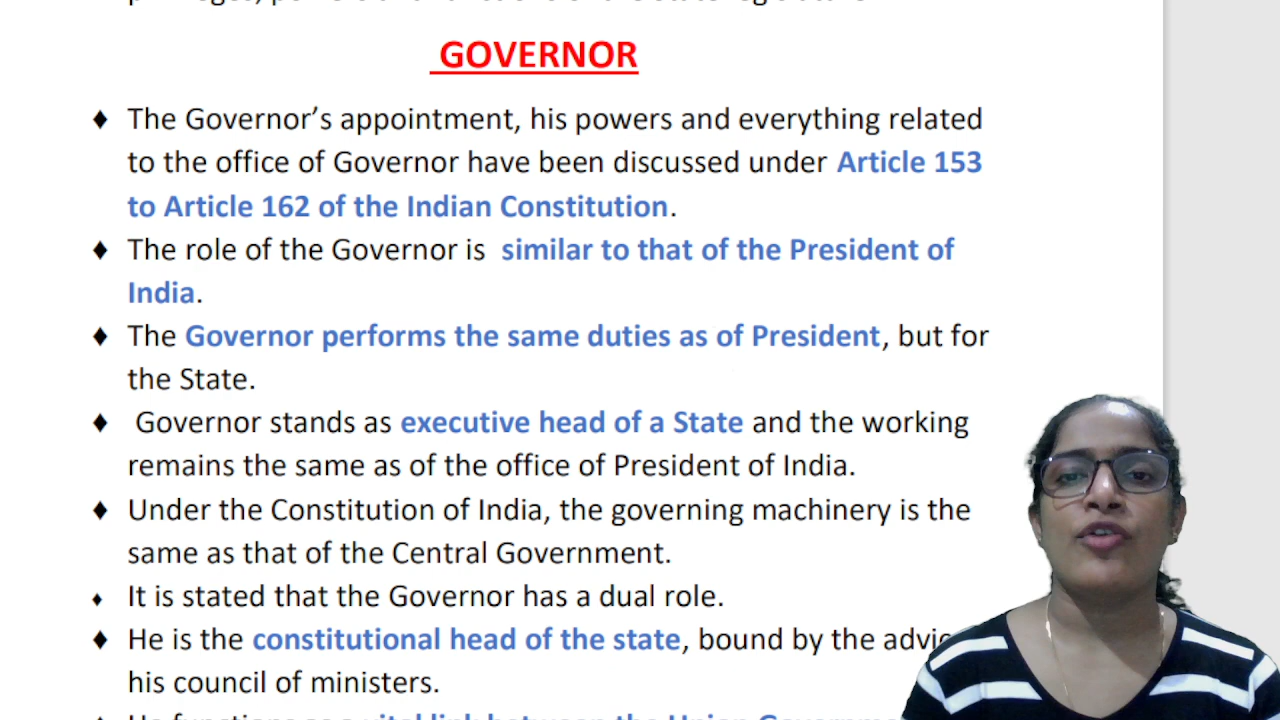 GOVERNOR
♦ The Governor’s appointment, his powers and everything related
to the office of Governor have been discussed under Article 153
to Article 162 of the Indian Constitution.
♦ The role of the Governor is similar to that of the President of
India.
♦ The Governor performs the same duties as of President, but for
the State.
♦ Governor stands as executive head of a State and the working
remains the same as of the office of President of India.
♦ Under the Constitution of India, the governing machinery is the
same as that of the Central Government.
♦ It is stated that the Governor has a dual role.
♦ He is the constitutional head of the state, bound by the
his council of ministers.